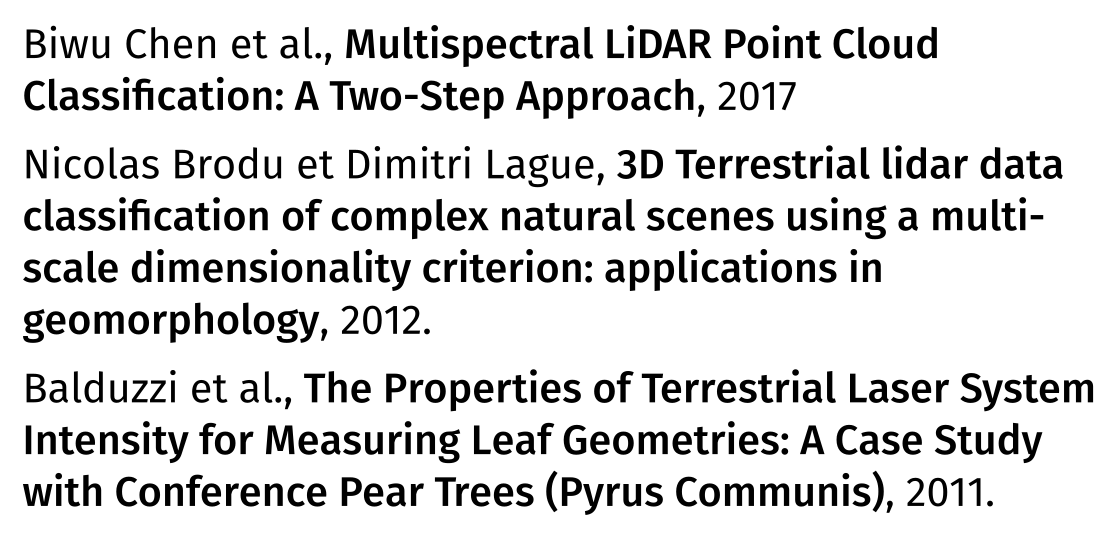 Biwu Chen et al., Multispectral LiDAR Point Cloud
Classification: A Two-Step Approach, 2017
Nicolas Brodu et Dimitri Lague, 3D Terrestrial lidar data
classification of complex natural scenes using a multi-
scale dimensionality criterion: applications in
geomorphology, 2012.
Balduzzi et al., The Properties of Terrestrial Laser System
Intensity for Measuring Leaf Geometries: A Case Study
with Conference Pear Trees (Pyrus Communis), 2011.